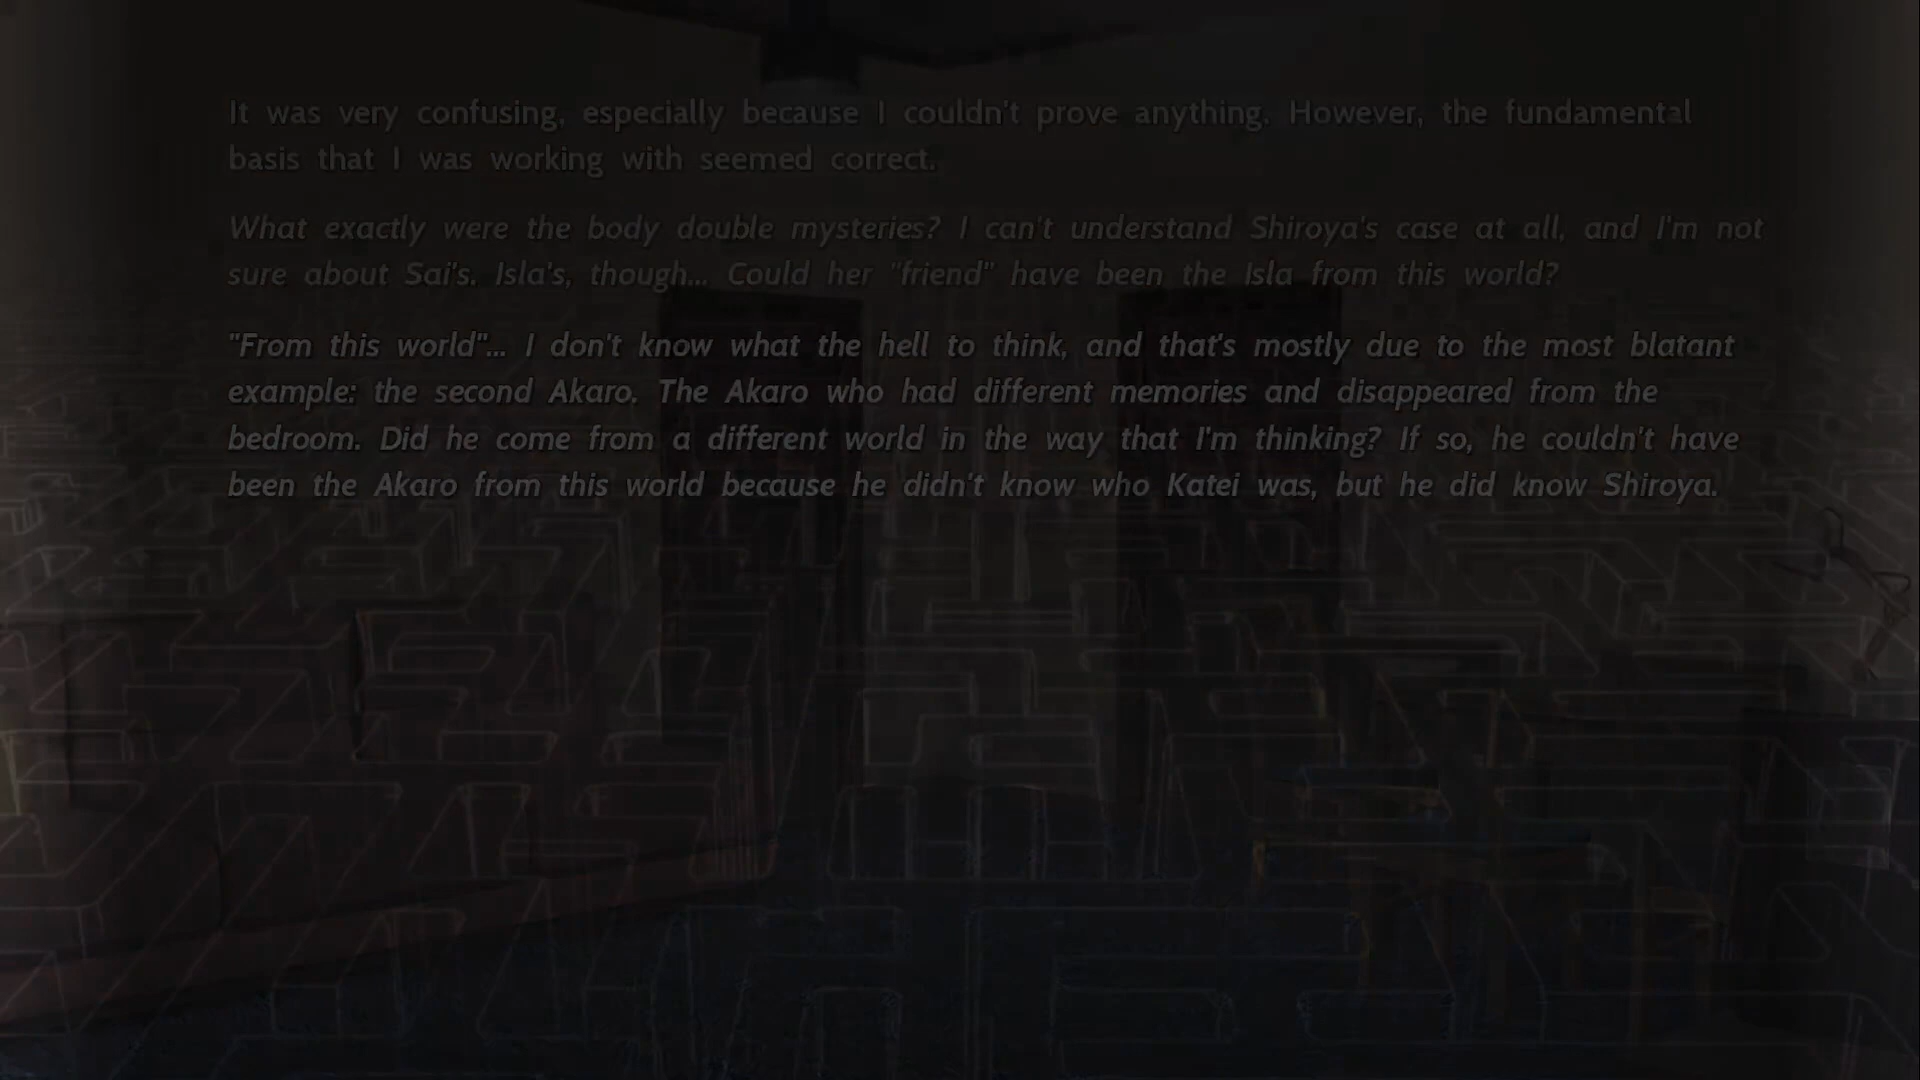 It was very confusing, especially because I couldn't prove anything. However, the fundamental
basis that I was working with seemed correct.
What exactly were the body double mysteries? I can't understand Shiroya's case at all, and I'm not
sure about Sai's. Isla's, though... Could her "friend" have been the Isla from this world?
"From this world"... I don't know what the hell to think, and that's mostly due to the most blatant
example: the second Akaro. The Akaro who had different memories and disappeared from the
bedroom. Did he come from a different world in the way that I'm thinking? If so, he couldn't have
been the Akaro from this world because he didn't know who Katei was, but he did know Shiroya.